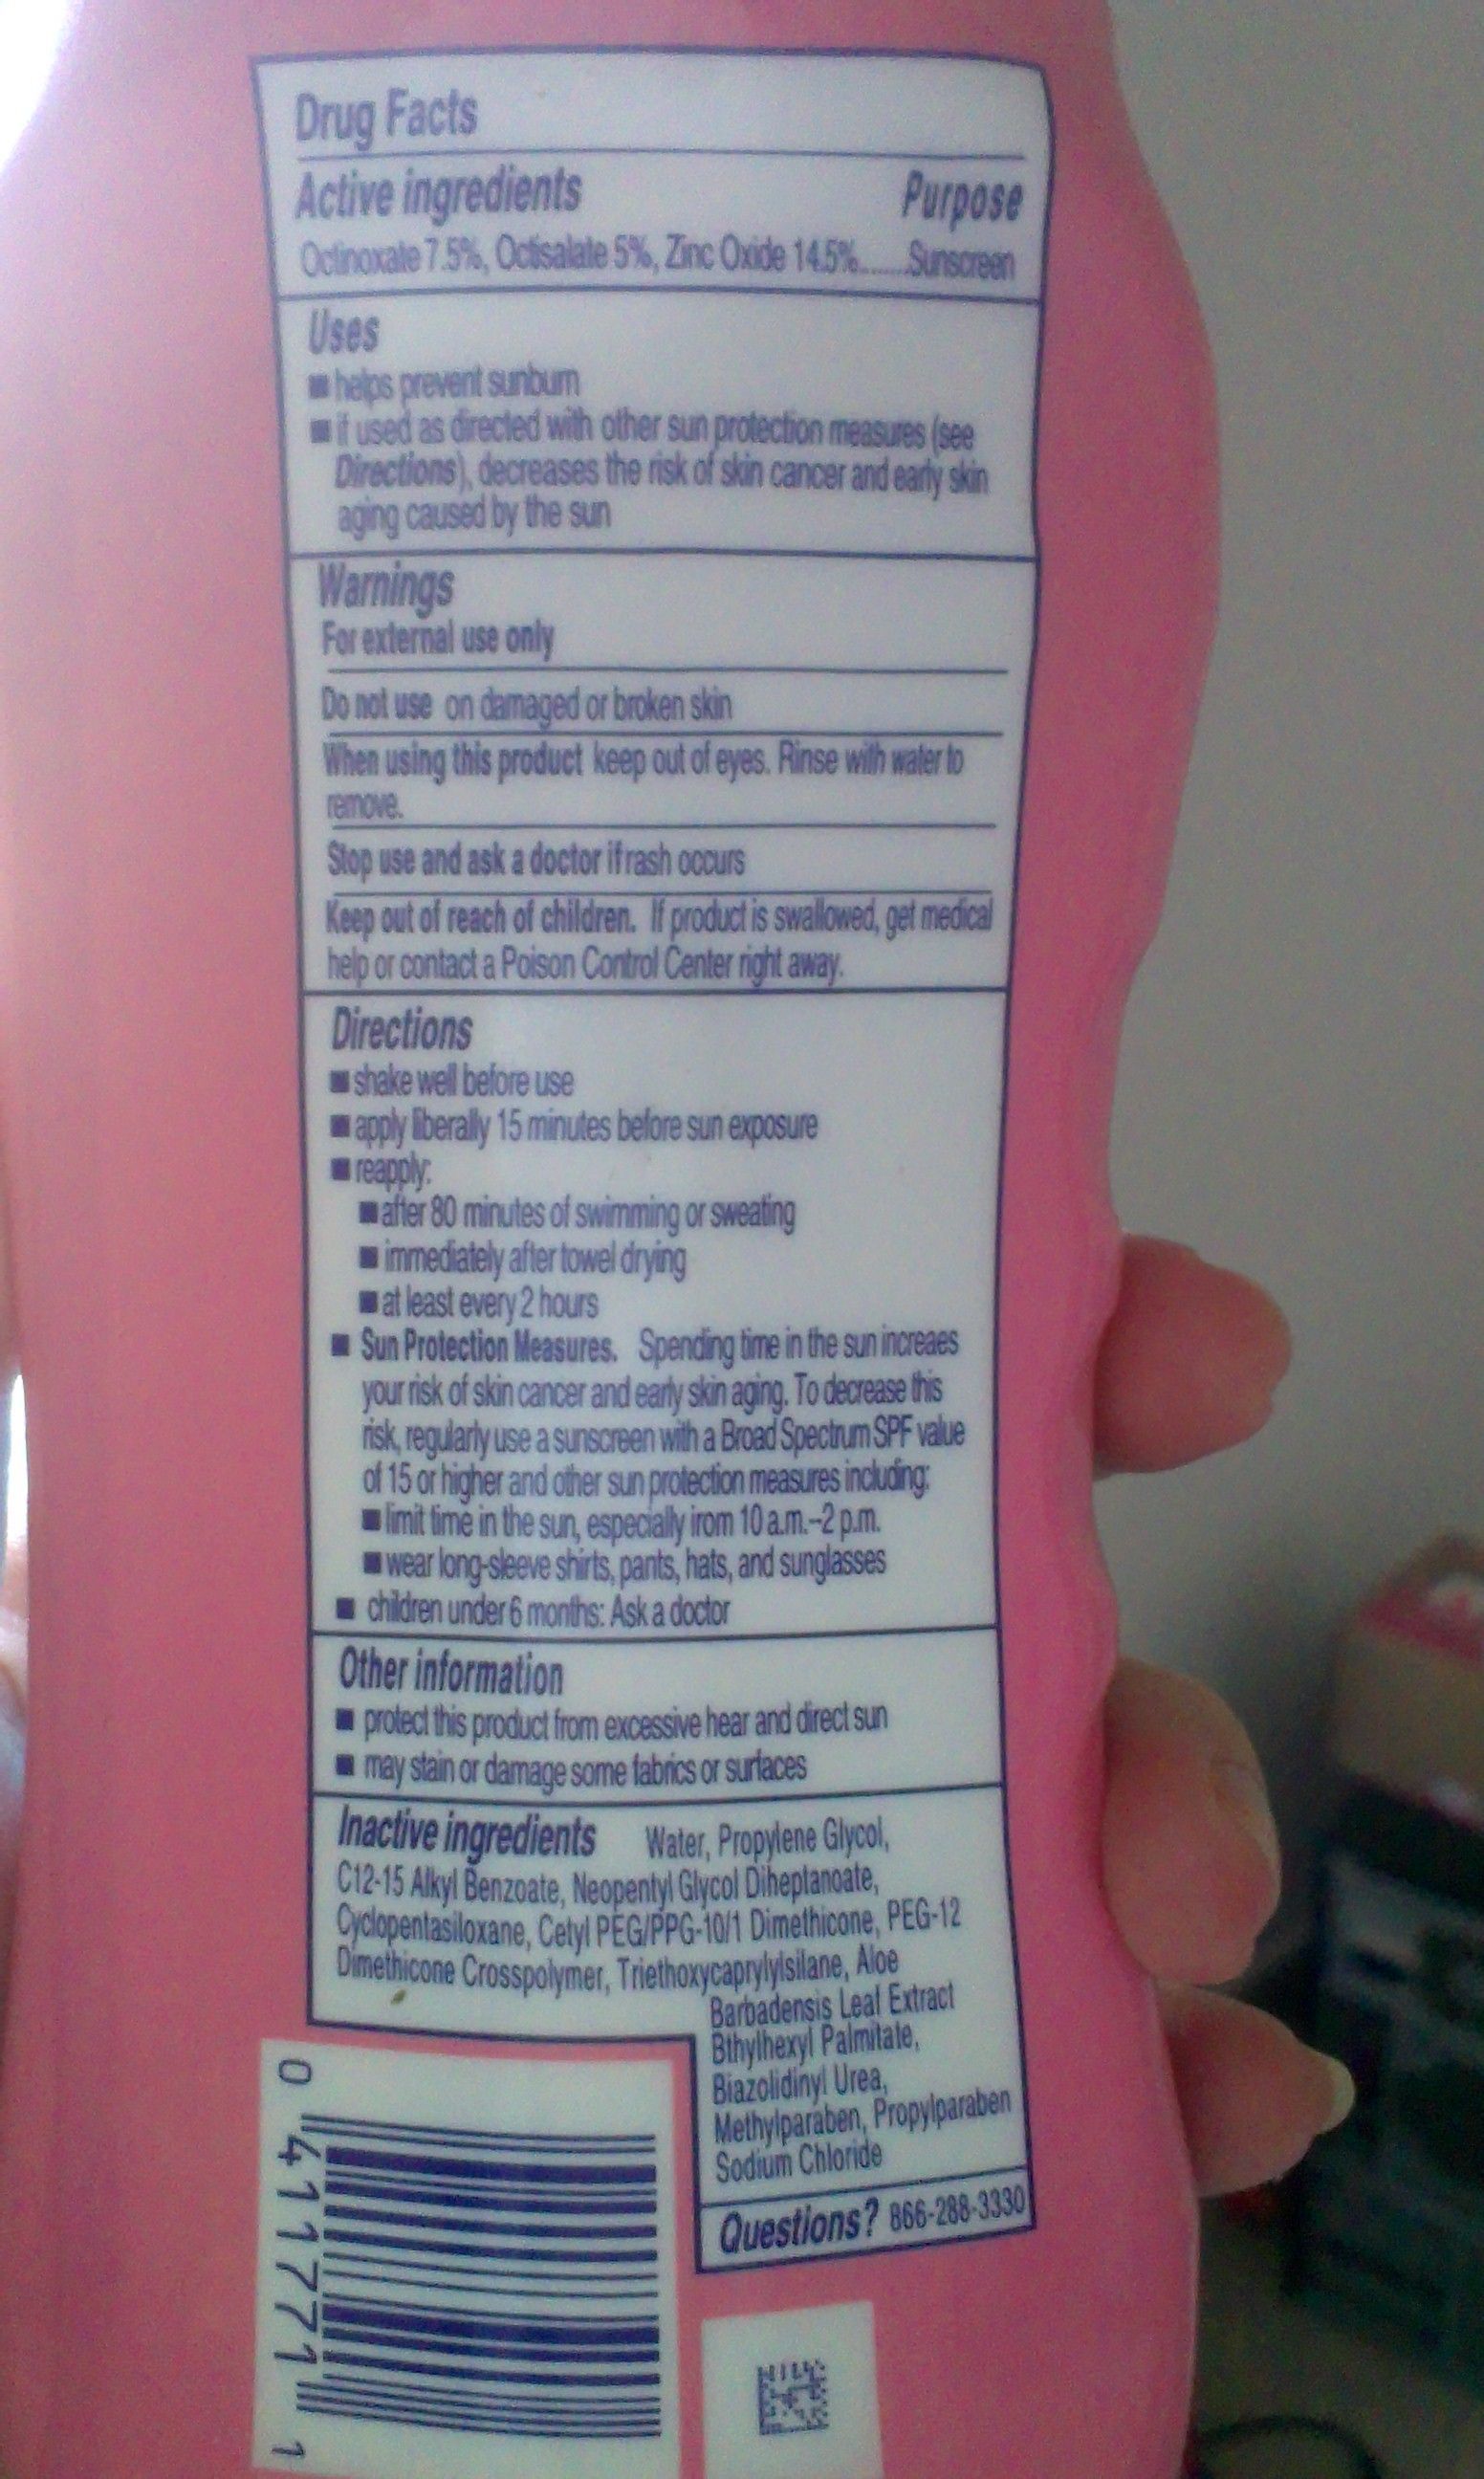 Drug Facts
Active ingredients Purpose
Octinoxate 7.5%, Octisalate 5%, Zinc Oxide 14.5%.......Sunscreen
Uses
■ helps prevent sunburn
■ if used as directed with other sun protection measures (see
Directions), decreases the risk of skin cancer and early skin
aging caused by the sun
Warnings
For external use only
Do not use on damaged or broken skin
When using this product keep out of eyes. Rinse with water to
remove.
Stop use and ask a doctor if rash occurs
Keep out of reach of children. If product is swallowed, get medical
help or contact a Poison Control Center right away.
Directions
■ shake well before use
■ apply liberally 15 minutes before sun exposure
■ reapply:
■ after 80 minutes of swimming or sweating
■ immediately after towel drying
■ at least every 2 hours
■ Sun Protection Measures. Spending time in the sun increaes
your risk of skin cancer and early skin aging. To decrease this
risk, regularly use a sunscreen with a Broad Spectrum SPF value
of 15 or higher and other sun protection measures including:
■ limit time in the sun, especially irom 10 a.m.–2 p.m.
■ wear long-sleeve shirts, pants, hats, and sunglasses
■ children under 6 months: Ask a doctor
Other information
■ protect this product from excessive hear and direct sun
■ may stain or damage some fabrics or surfaces
Inactive ingredients Water, Propylene Glycol,
C12-15 Alkyl Benzoate, Neopentyl Glycol Diheptanoate,
Cyclopentasiloxane, Cetyl PEG/PPG-10/1 Dimethicone, PEG-12
Dimethicone Crosspolymer, Triethoxycaprylylsilane, Aloe
Barbadensis Leaf Extract
Bthylhexyl Palmitate,
Biazolidinyl Urea,
Methylparaben, Propylparaben
Sodium Chloride
Questions? 866-288-3330
0 411771 1